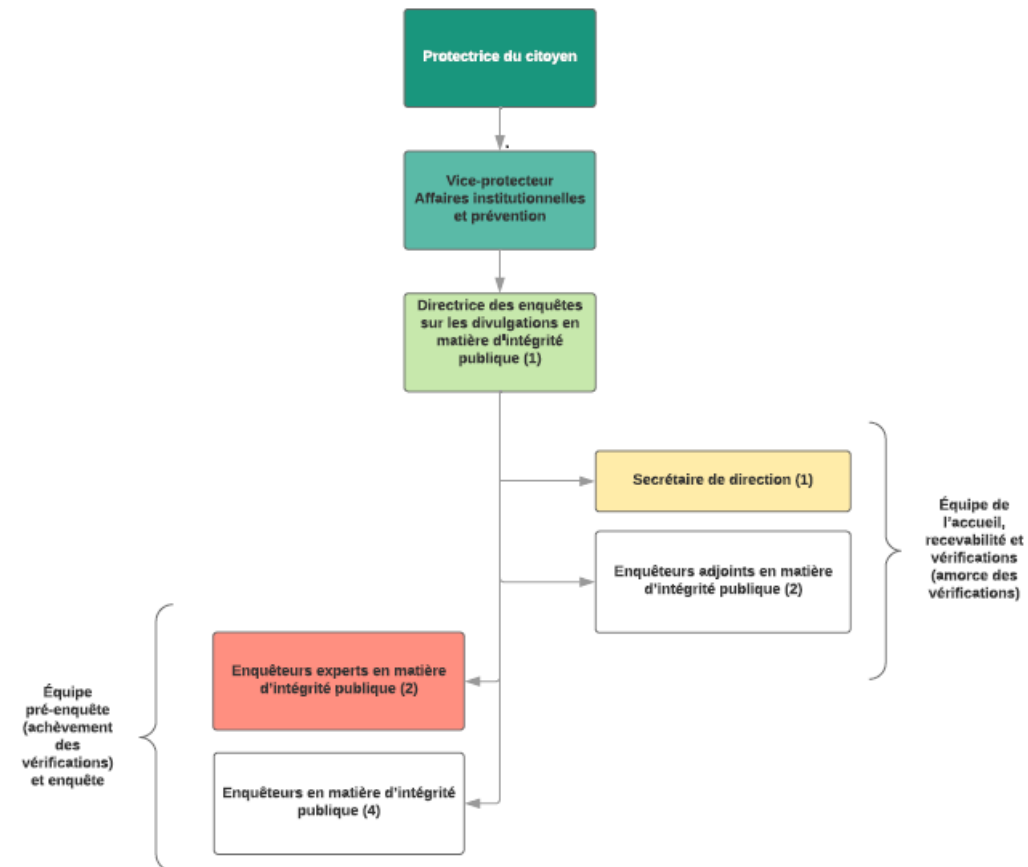 Protectrice du citoyen
Vice-protecteur
Affaires institutionnelles
et prévention
Directrice des enquêtes
sur les divulgations en
matière d'intégrité
publique (1)
Secrétaire de direction (1)
Enquêteurs adjoints en matière
d'intégrité publique (2)
Équipe de
l'accueil,
recevabilité et
vérifications
(amorce des
vérifications)
Enquêteurs experts en matière
d'intégrité publique (2)
Enquêteurs en matière d'intégrité
publique (4)
Équipe
pré-enquête
(achèvement
des
vérifications)
et enquête